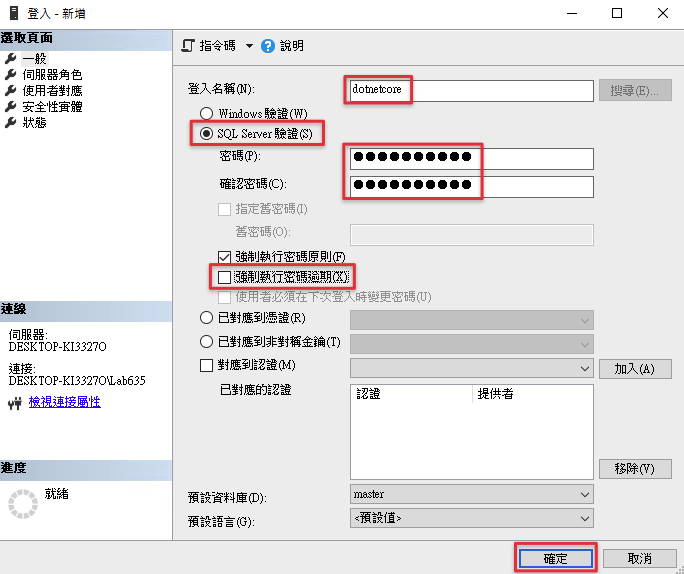 登入 - 新增
選取頁面
一般
伺服器角色
使用者對應
安全性實體
狀態
指令碼
說明
登入名稱(N):
dotnetcore
搜尋(E)...
Windows 驗證(W)
SQL Server 驗證(S)
密碼(P):
●●●●●●●●●●
確認密碼(C):
●●●●●●●●●●
指定舊密碼(I)
舊密碼(O):
強制執行密碼原則(F)
強制執行密碼逾期(X)
使用者必須在下次登入時變更密碼(U)
已對應到憑證(R)
已對應到非對稱金鑰(T)
對應到認證(M)
加入(A)
已對應的認證
認證
提供者
移除(V)
預設資料庫(D):
master
預設語言(G):
<預設值>
連線
伺服器:
DESKTOP-KI3327O
連接:
DESKTOP-KI3327O\Lab635
檢視連接屬性
進度
就緒
確定
取消